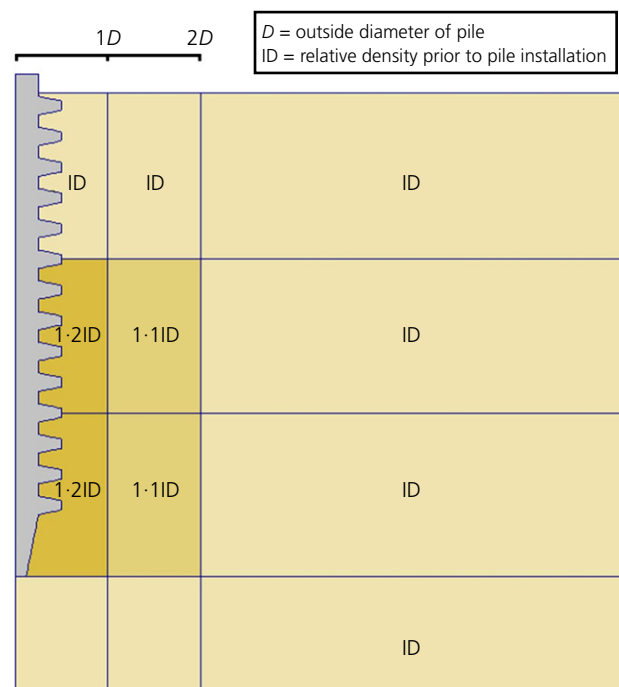 1D 2D
D = outside diameter of pile
ID = relative density prior to pile installation
ID ID ID
1·2ID 1·1ID ID
1·2ID 1·1ID ID
ID